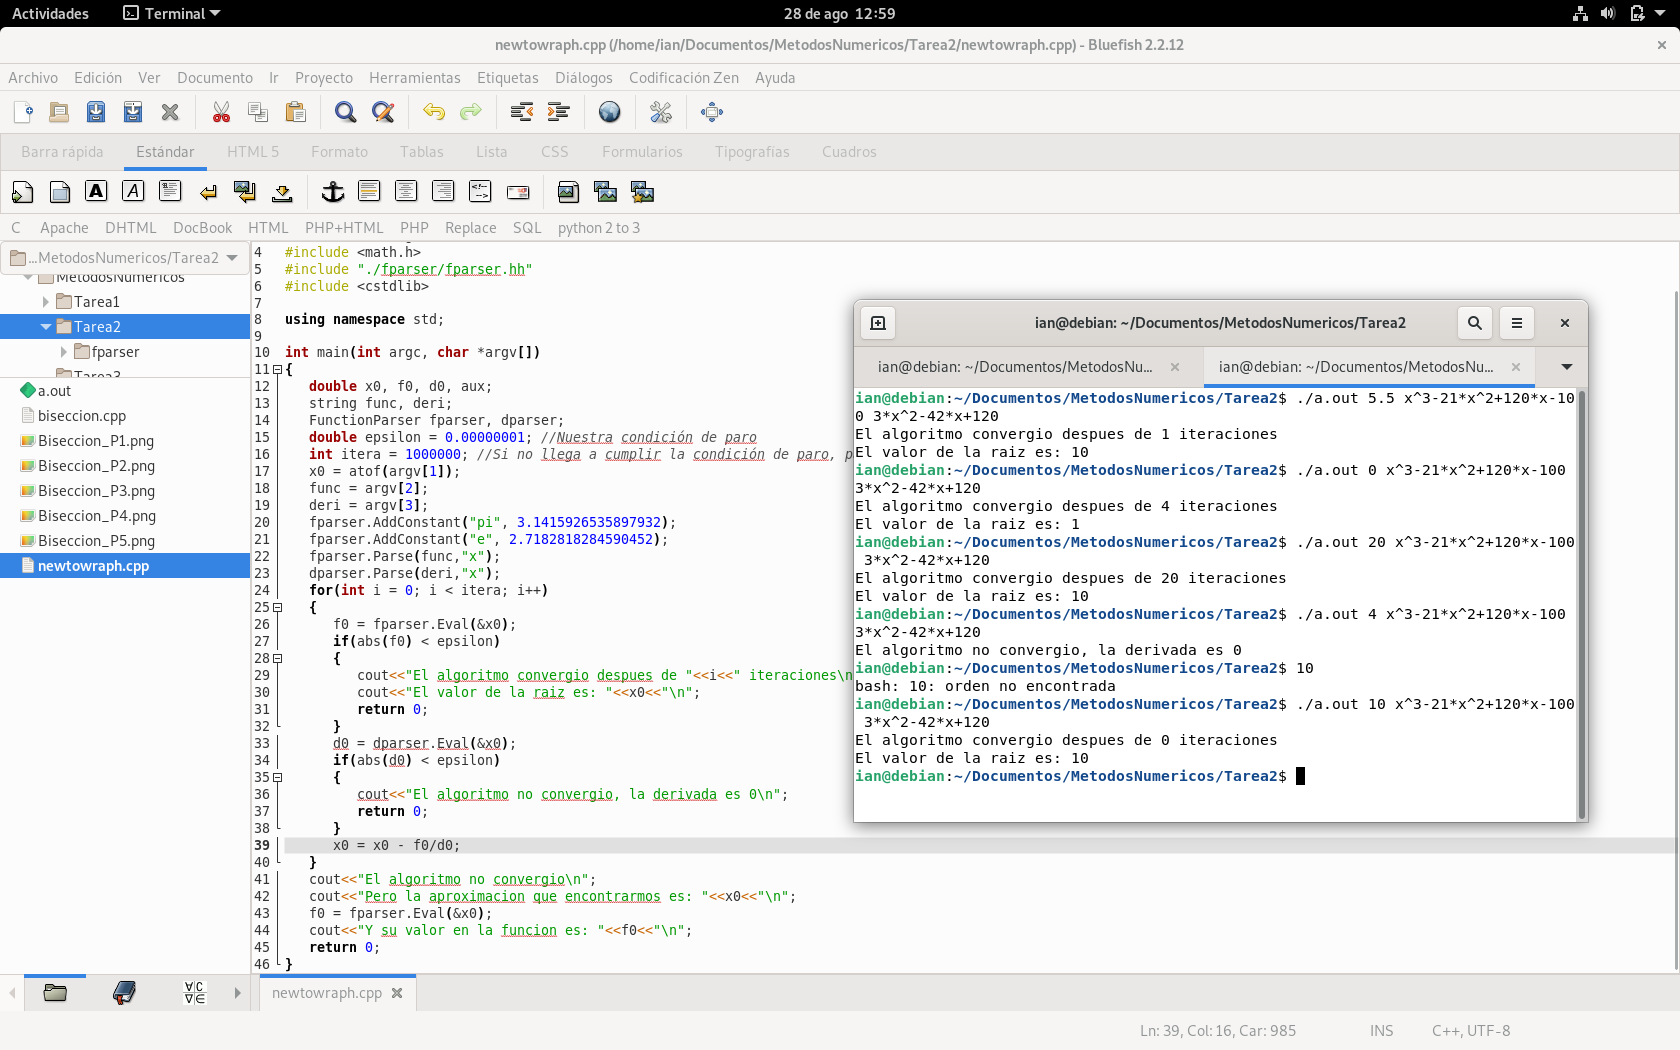 Actividades
Terminal
28 de ago 12:59
newtowraph.cpp (/home/ian/Documentos/MetodosNumericos/Tarea2/newtowraph.cpp) - Bluefish 2.2.12
Archivo Edición Ver Documento Ir Proyecto Herramientas Etiquetas Diálogos Codificación Zen Ayuda
Barra rápida Estándar HTML 5 Formato Tablas Lista CSS Formularios Tipografías Cuadros
C Apache DHTML DocBook HTML PHP+HTML PHP Replace SQL python 2 to 3
...MetodosNumericos/Tarea2
MetodosNumericos
Tarea1
Tarea2
fparser
Tarea3
a.out
biseccion.cpp
Biseccion_P1.png
Biseccion_P2.png
Biseccion_P3.png
Biseccion_P4.png
Biseccion_P5.png
newtowraph.cpp
4 #include <math.h>
5 #include "./fparser/fparser.hh"
6 #include <cstdlib>
7
8 using namespace std;
9
10 int main(int argc, char *argv[])
11 {
12 double x0, f0, d0, aux;
13 string func, deri;
14 FunctionParser fparser, dparser;
15 double epsilon = 0.00000001; //Nuestra condición de paro
16 int itera = 1000000; //Si no llega a cumplir la condición de paro, p
17 x0 = atof(argv[1]);
18 func = argv[2];
19 deri = argv[3];
20 fparser.AddConstant("pi", 3.1415926535897932);
21 fparser.AddConstant("e", 2.7182818284590452);
22 fparser.Parse(func,"x");
23 dparser.Parse(deri,"x");
24 for(int i = 0; i < itera; i++)
25 {
26 f0 = fparser.Eval(&x0);
27 if(abs(f0) < epsilon)
28 {
29 cout<<"El algoritmo convergio despues de "<<i<<" iteraciones\n
30 cout<<"El valor de la raiz es: "<<x0<<"\n";
31 return 0;
32 }
33 d0 = dparser.Eval(&x0);
34 if(abs(d0) < epsilon)
35 {
36 cout<<"El algoritmo no convergio, la derivada es 0\n";
37 return 0;
38 }
39 x0 = x0 - f0/d0;
40 }
41 cout<<"El algoritmo no convergio\n";
42 cout<<"Pero la aproximacion que encontrarmos es: "<<x0<<"\n";
43 f0 = fparser.Eval(&x0);
44 cout<<"Y su valor en la funcion es: "<<f0<<"\n";
45 return 0;
46 }
ian@debian: ~/Documentos/MetodosNumericos/Tarea2
ian@debian: ~/Documentos/MetodosNu...
ian@debian: ~/Documentos/MetodosNu...
ian@debian:~/Documentos/MetodosNumericos/Tarea2$ ./a.out 5.5 x^3-21*x^2+120*x-10
0 3*x^2-42*x+120
El algoritmo convergio despues de 1 iteraciones
El valor de la raiz es: 10
ian@debian:~/Documentos/MetodosNumericos/Tarea2$ ./a.out 0 x^3-21*x^2+120*x-100
3*x^2-42*x+120
El algoritmo convergio despues de 4 iteraciones
El valor de la raiz es: 1
ian@debian:~/Documentos/MetodosNumericos/Tarea2$ ./a.out 20 x^3-21*x^2+120*x-100
3*x^2-42*x+120
El algoritmo convergio despues de 20 iteraciones
El valor de la raiz es: 10
ian@debian:~/Documentos/MetodosNumericos/Tarea2$ ./a.out 4 x^3-21*x^2+120*x-100
3*x^2-42*x+120
El algoritmo no convergio, la derivada es 0
ian@debian:~/Documentos/MetodosNumericos/Tarea2$ 10
bash: 10: orden no encontrada
ian@debian:~/Documentos/MetodosNumericos/Tarea2$ ./a.out 10 x^3-21*x^2+120*x-100
3*x^2-42*x+120
El algoritmo convergio despues de 0 iteraciones
El valor de la raiz es: 10
ian@debian:~/Documentos/MetodosNumericos/Tarea2$
newtowraph.cpp
Ln: 39, Col: 16, Car: 985
INS
C++, UTF-8